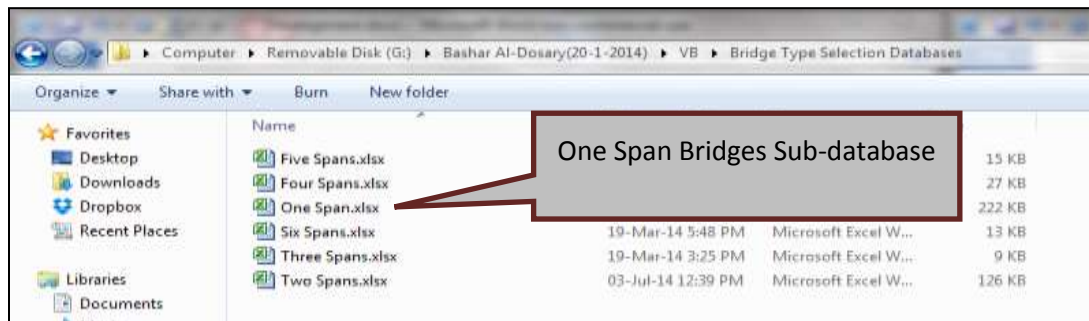 Computer ▸ Removable Disk (G:) ▸ Bashar Al-Dosary(20-1-2014) ▸ VB ▸ Bridge Type Selection Databases
Organize ▾ Share with ▾ Burn New folder
Favorites
Desktop
Downloads
Dropbox
Recent Places
Libraries
Documents
Name
Five Spans.xlsx 15 KB
Four Spans.xlsx 27 KB
One Span.xlsx 222 KB
Six Spans.xlsx 19-Mar-14 5:48 PM Microsoft Excel W... 13 KB
Three Spans.xlsx 19-Mar-14 3:25 PM Microsoft Excel W... 9 KB
Two Spans.xlsx 03-Jul-14 12:39 PM Microsoft Excel W... 126 KB
One Span Bridges Sub-database